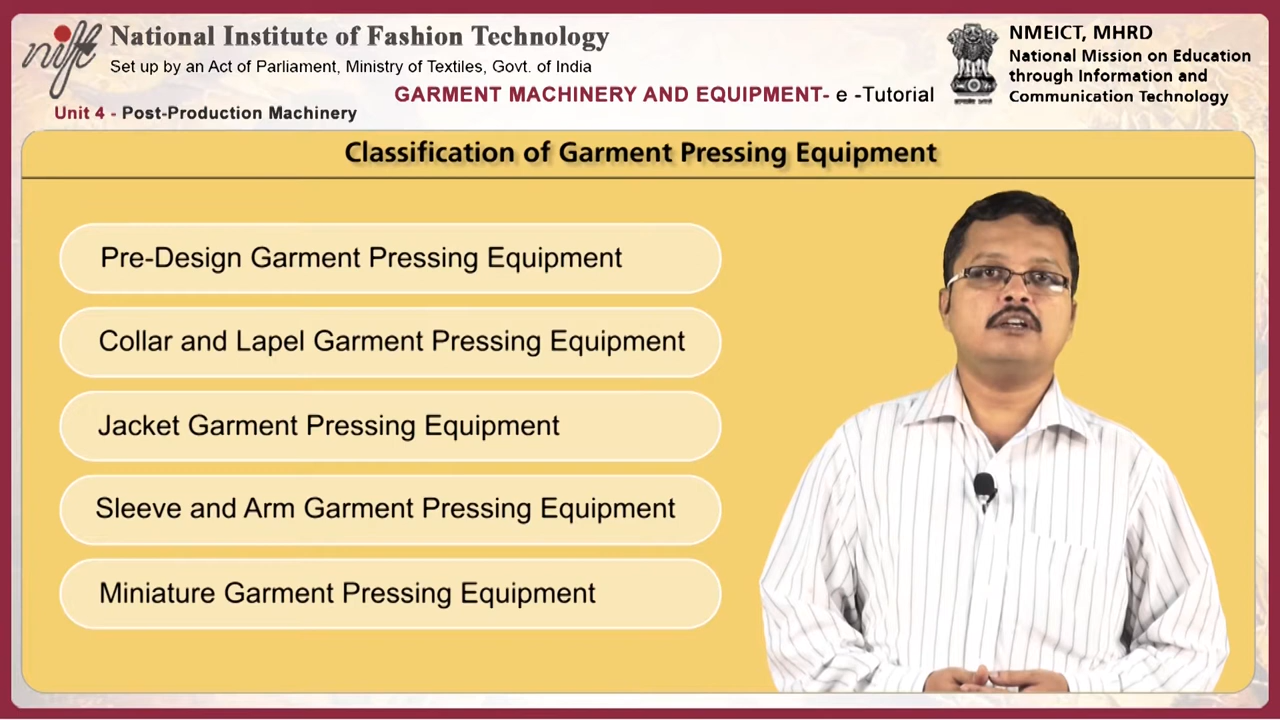 nift
National Institute of Fashion Technology
Set up by an Act of Parliament, Ministry of Textiles, Govt. of India
GARMENT MACHINERY AND EQUIPMENT- e -Tutorial
Unit 4 - Post-Production Machinery
NMEICT, MHRD
National Mission on Education
through Information and
Communication Technology
Classification of Garment Pressing Equipment
Pre-Design Garment Pressing Equipment
Collar and Lapel Garment Pressing Equipment
Jacket Garment Pressing Equipment
Sleeve and Arm Garment Pressing Equipment
Miniature Garment Pressing Equipment